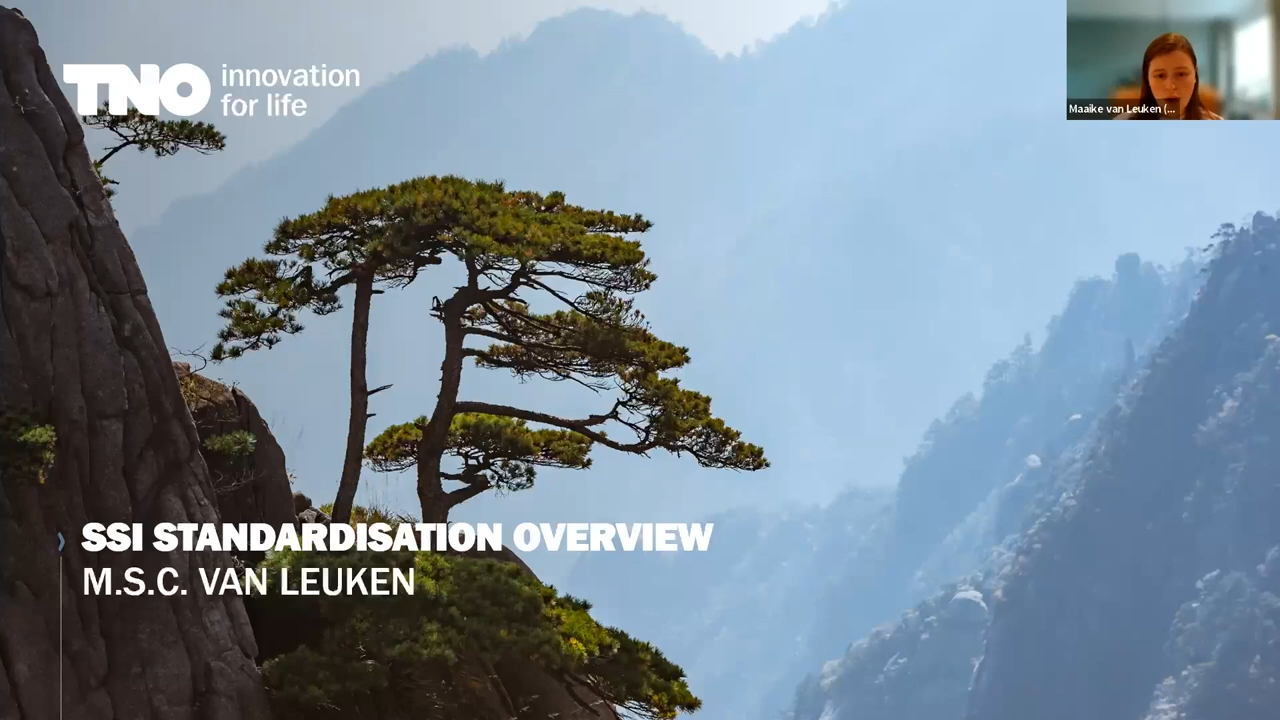 TNO innovation
for life
Maaike van Leuken (...
SSI STANDARDISATION OVERVIEW
M.S.C. VAN LEUKEN